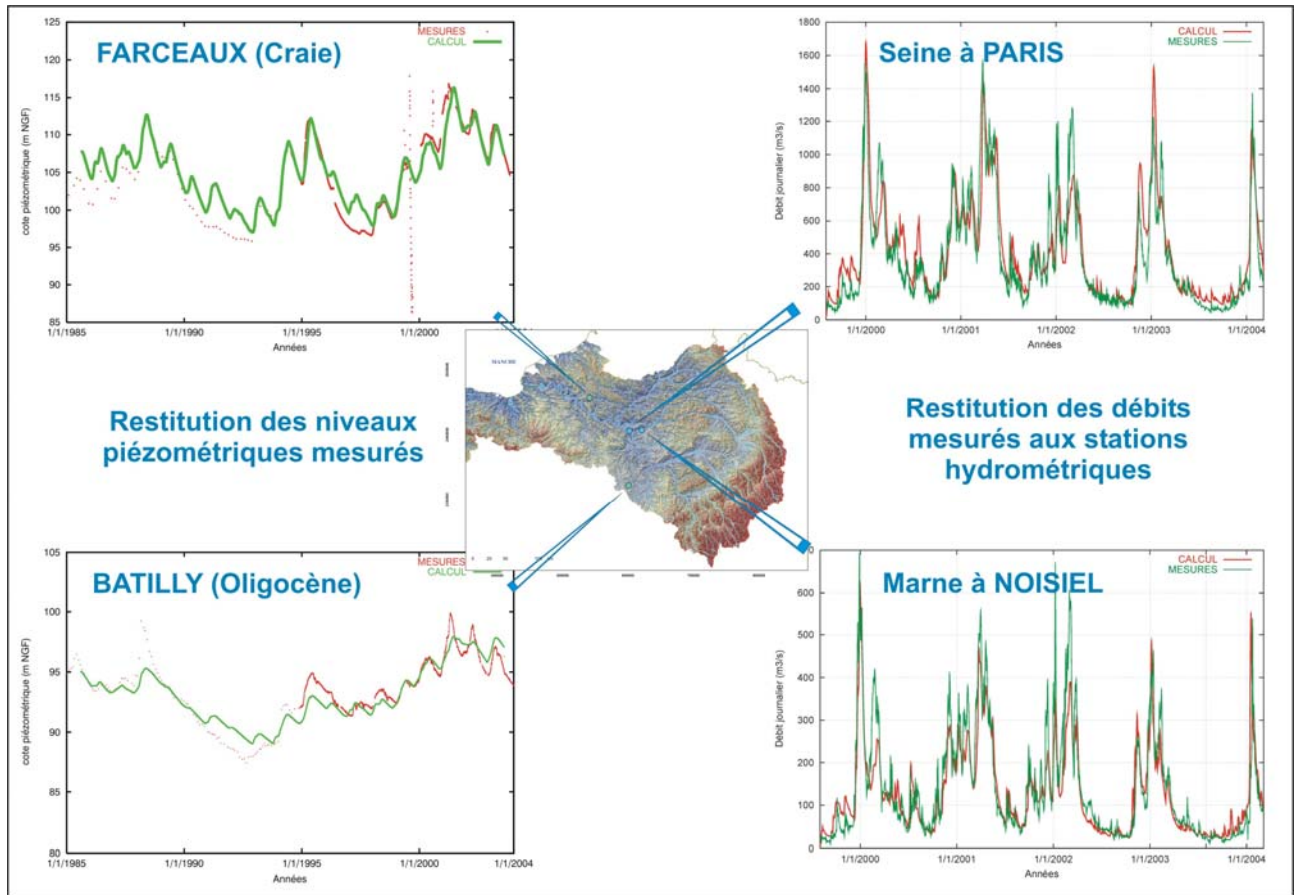 FARCEAUX (Craie)
MESURES
CALCUL
cote piézométrique (m NGF)
125
120
115
110
105
100
95
90
85
1/1/1985
1/1/1990
1/1/1995
1/1/2000
Années
Seine à PARIS
CALCUL
MESURES
Débit journalier (m3/s)
1800
1600
1400
1200
1000
800
600
400
200
0
1/1/2000
1/1/2001
1/1/2002
1/1/2003
1/1/2004
Années
Restitution des niveaux
piézométriques mesurés
MANCHE
Restitution des débits
mesurés aux stations
hydrométriques
BATILLY (Oligocène)
MESURES
CALCUL
cote piézométrique (m NGF)
105
100
95
90
85
80
1/1/1985
1/1/1990
1/1/1995
1/1/2000
1/1/2004
Années
Marne à NOISIEL
CALCUL
MESURES
Débit journalier (m3/s)
600
500
400
300
200
100
0
1/1/2000
1/1/2001
1/1/2002
1/1/2003
1/1/2004
Années